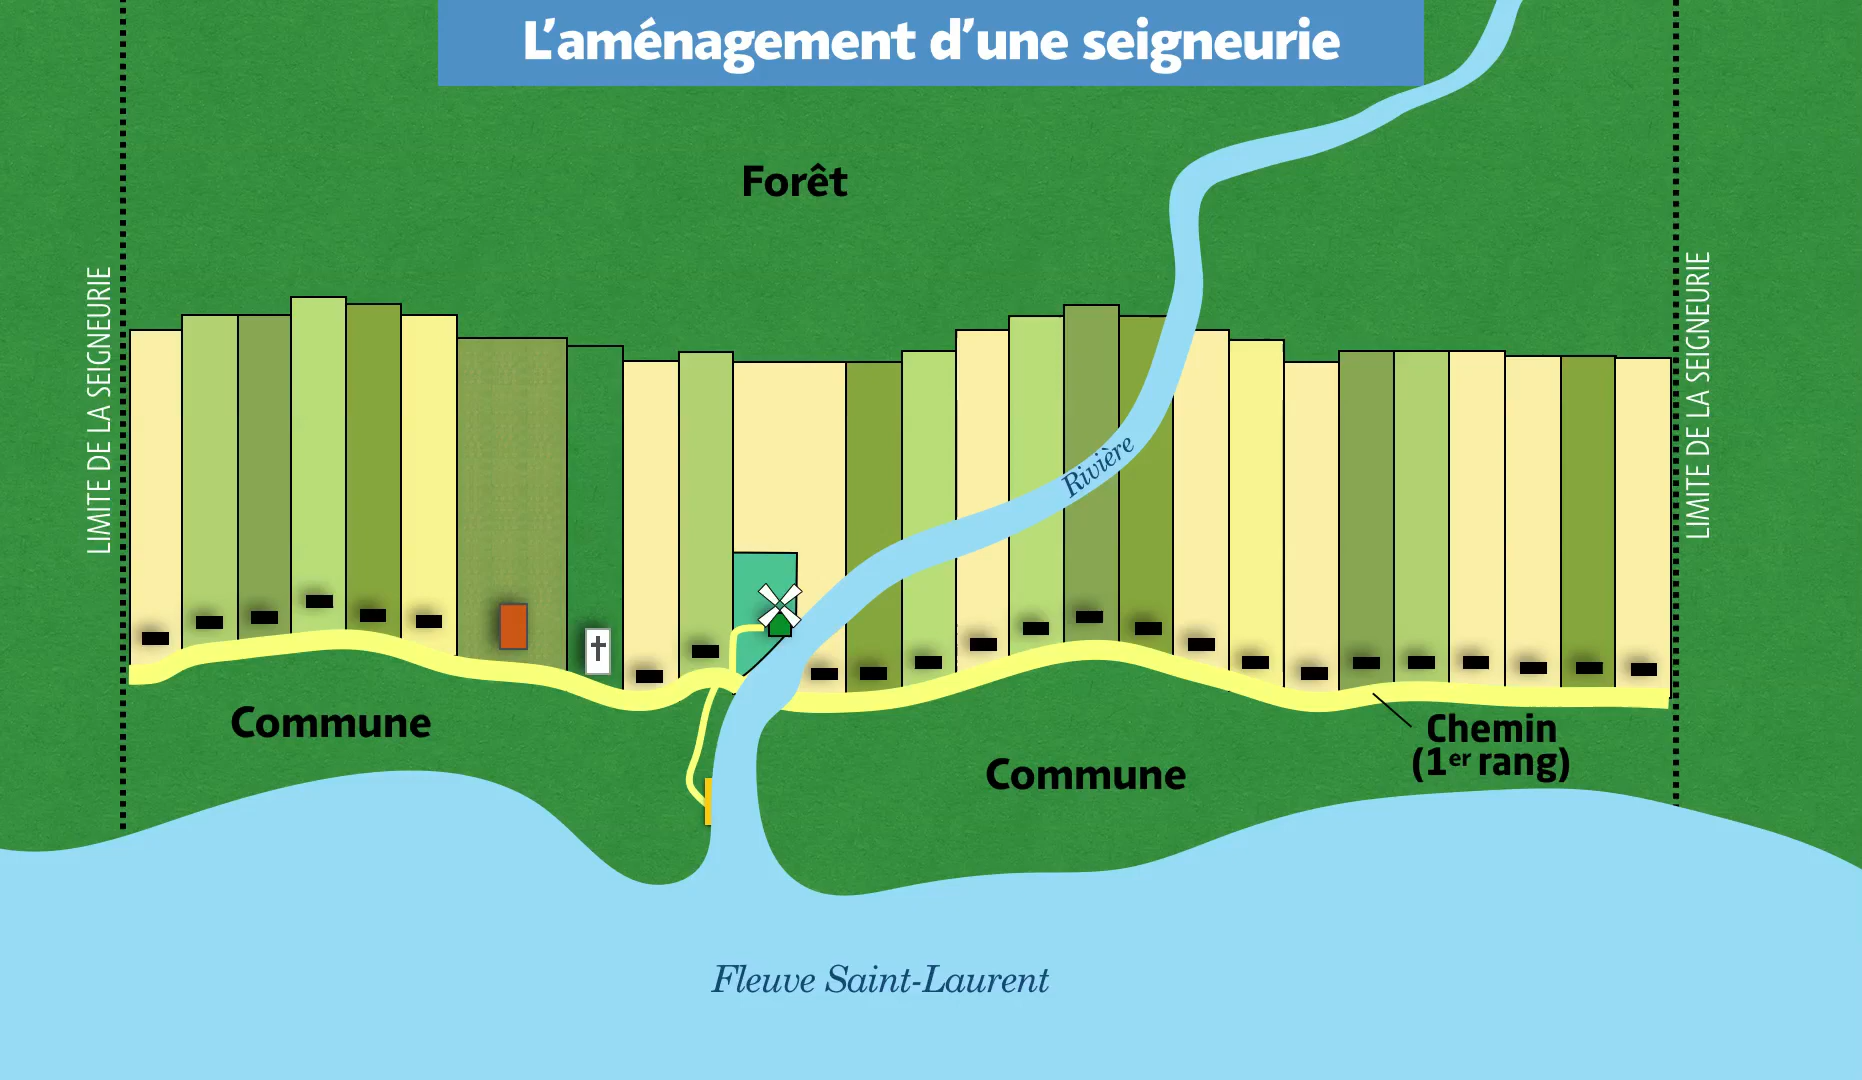 L’aménagement d’une seigneurie
Forêt
LIMITE DE LA SEIGNEURIE
LIMITE DE LA SEIGNEURIE
Rivière
Commune
Commune
Chemin
(1er rang)
Fleuve Saint-Laurent